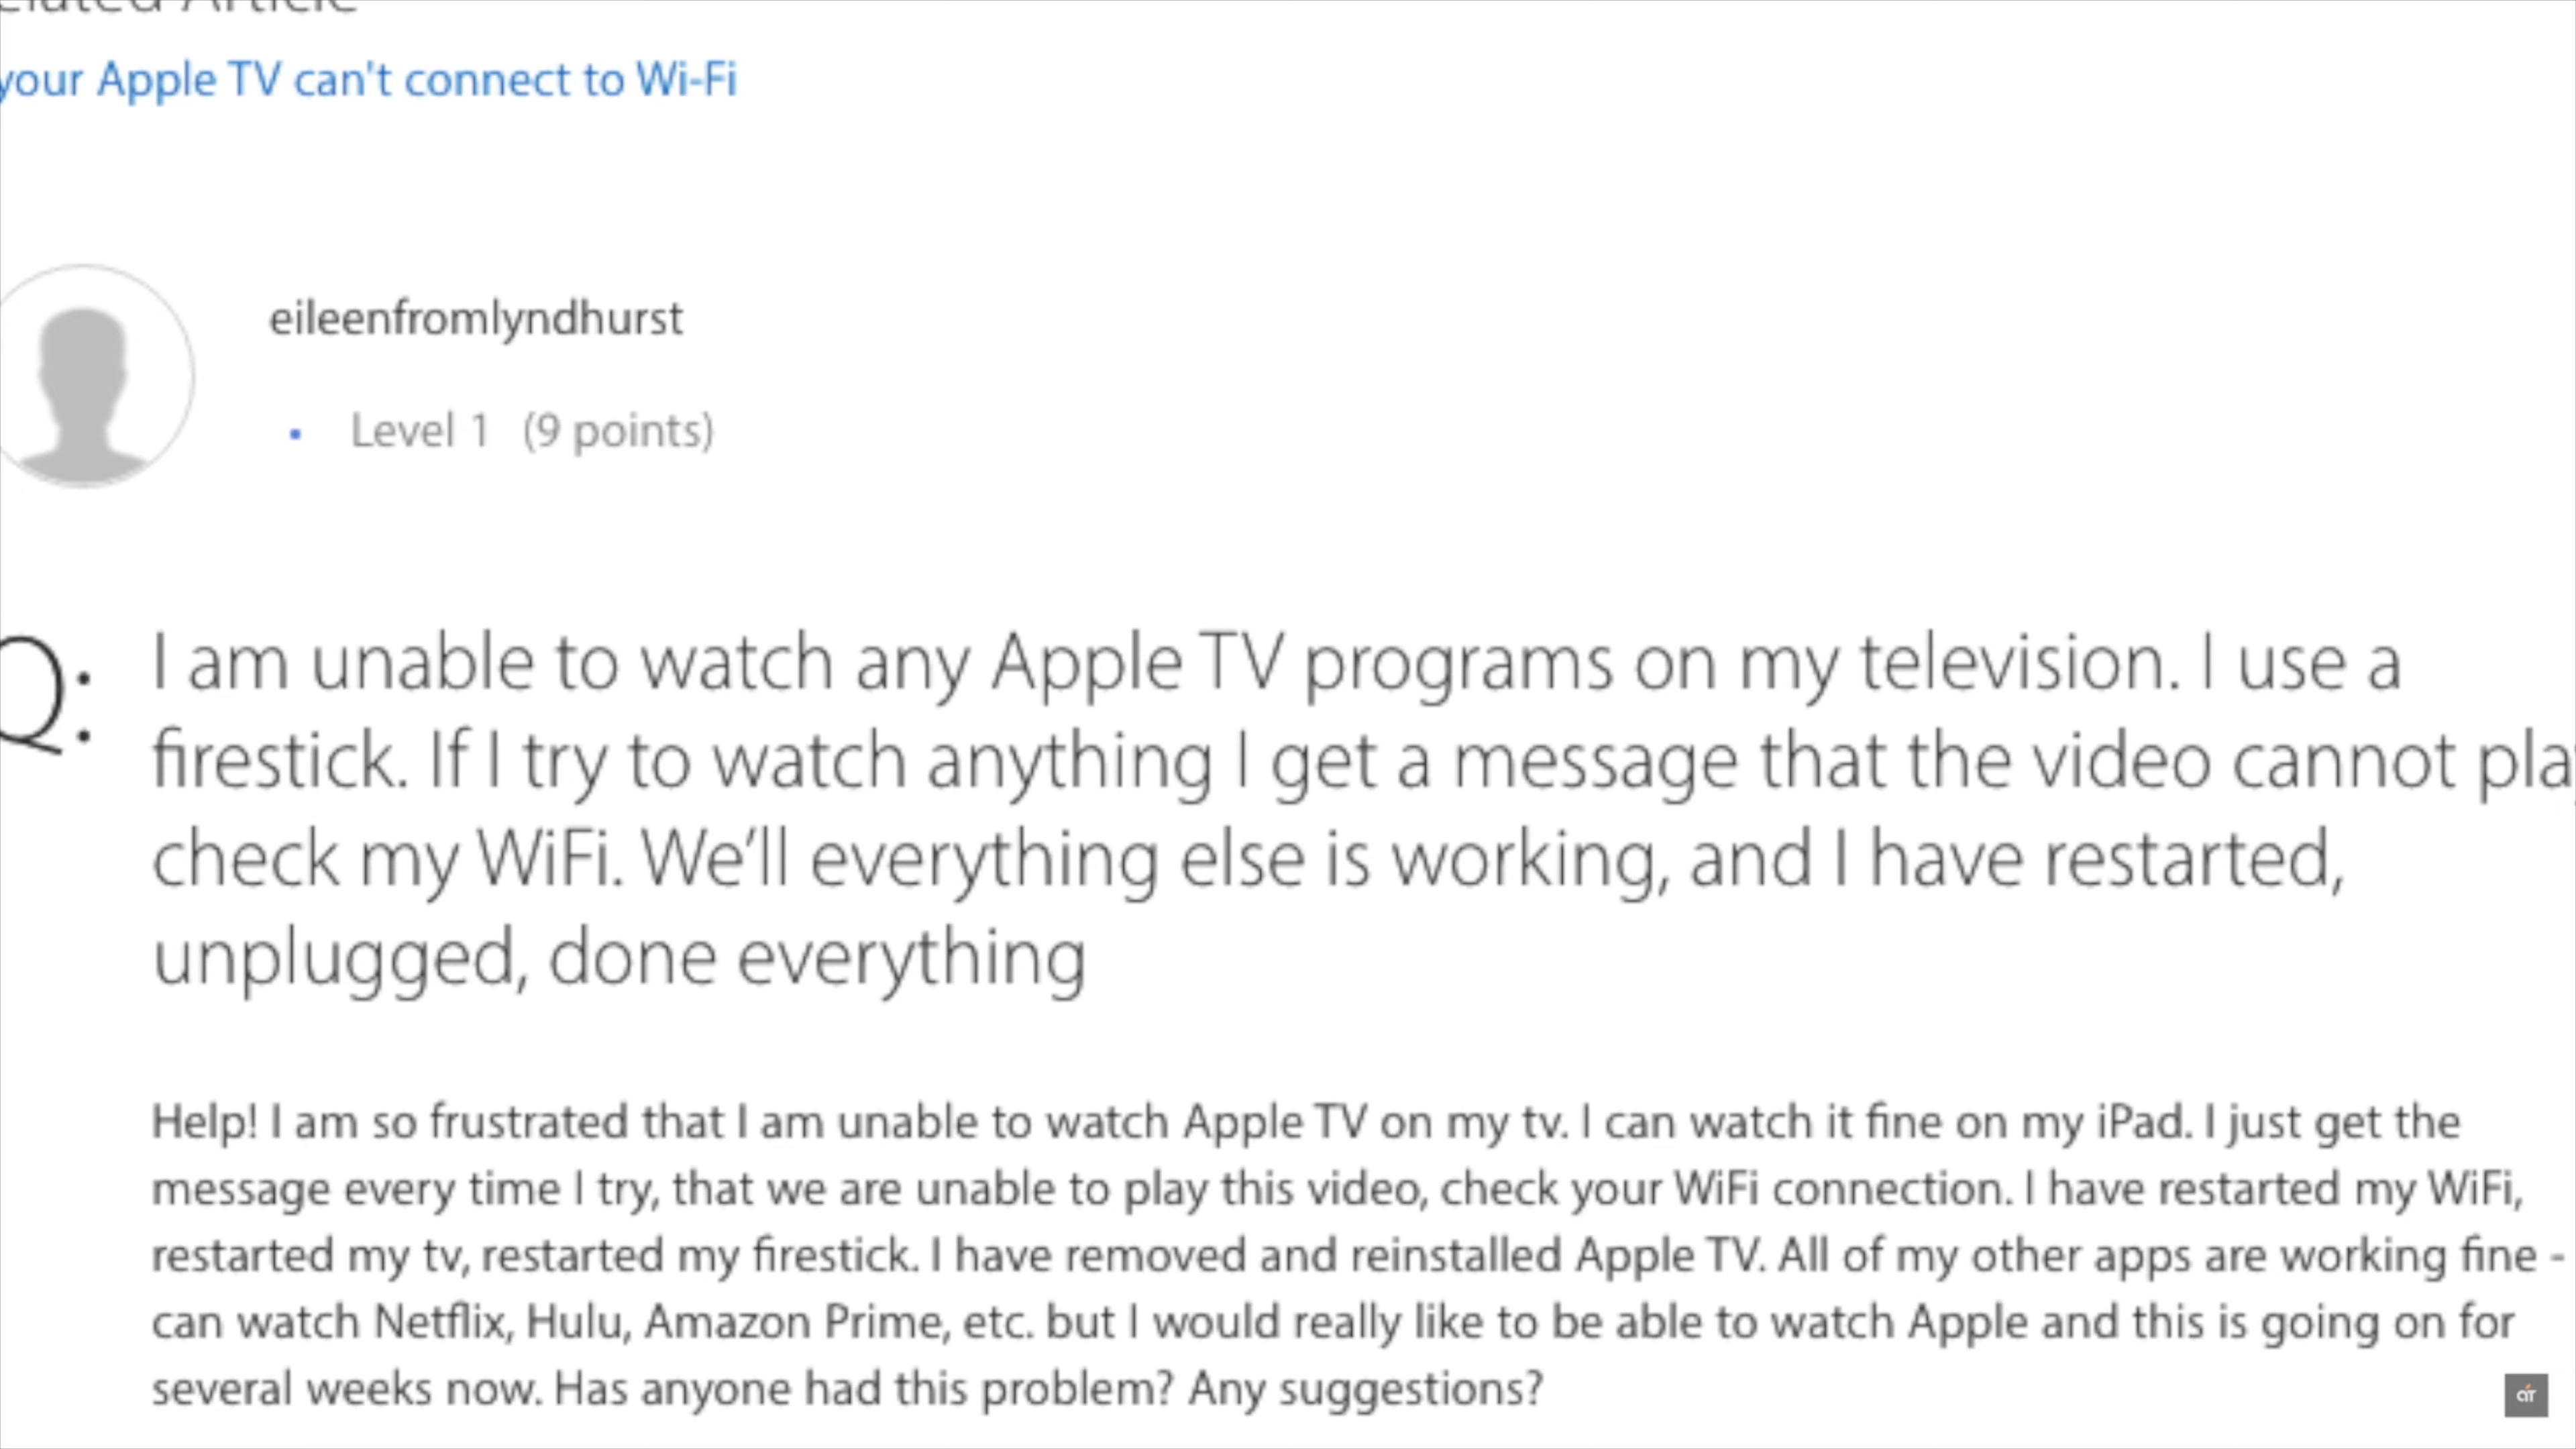 elated Article
your Apple TV can't connect to Wi-Fi
eileenfromlyndhurst
• Level 1 (9 points)
Q: I am unable to watch any Apple TV programs on my television. I use a
firestick. If I try to watch anything I get a message that the video cannot pla
check my WiFi. We’ll everything else is working, and I have restarted,
unplugged, done everything
Help! I am so frustrated that I am unable to watch Apple TV on my tv. I can watch it fine on my iPad. I just get the
message every time I try, that we are unable to play this video, check your WiFi connection. I have restarted my WiFi,
restarted my tv, restarted my firestick. I have removed and reinstalled Apple TV. All of my other apps are working fine -
can watch Netflix, Hulu, Amazon Prime, etc. but I would really like to be able to watch Apple and this is going on for
several weeks now. Has anyone had this problem? Any suggestions?
ar